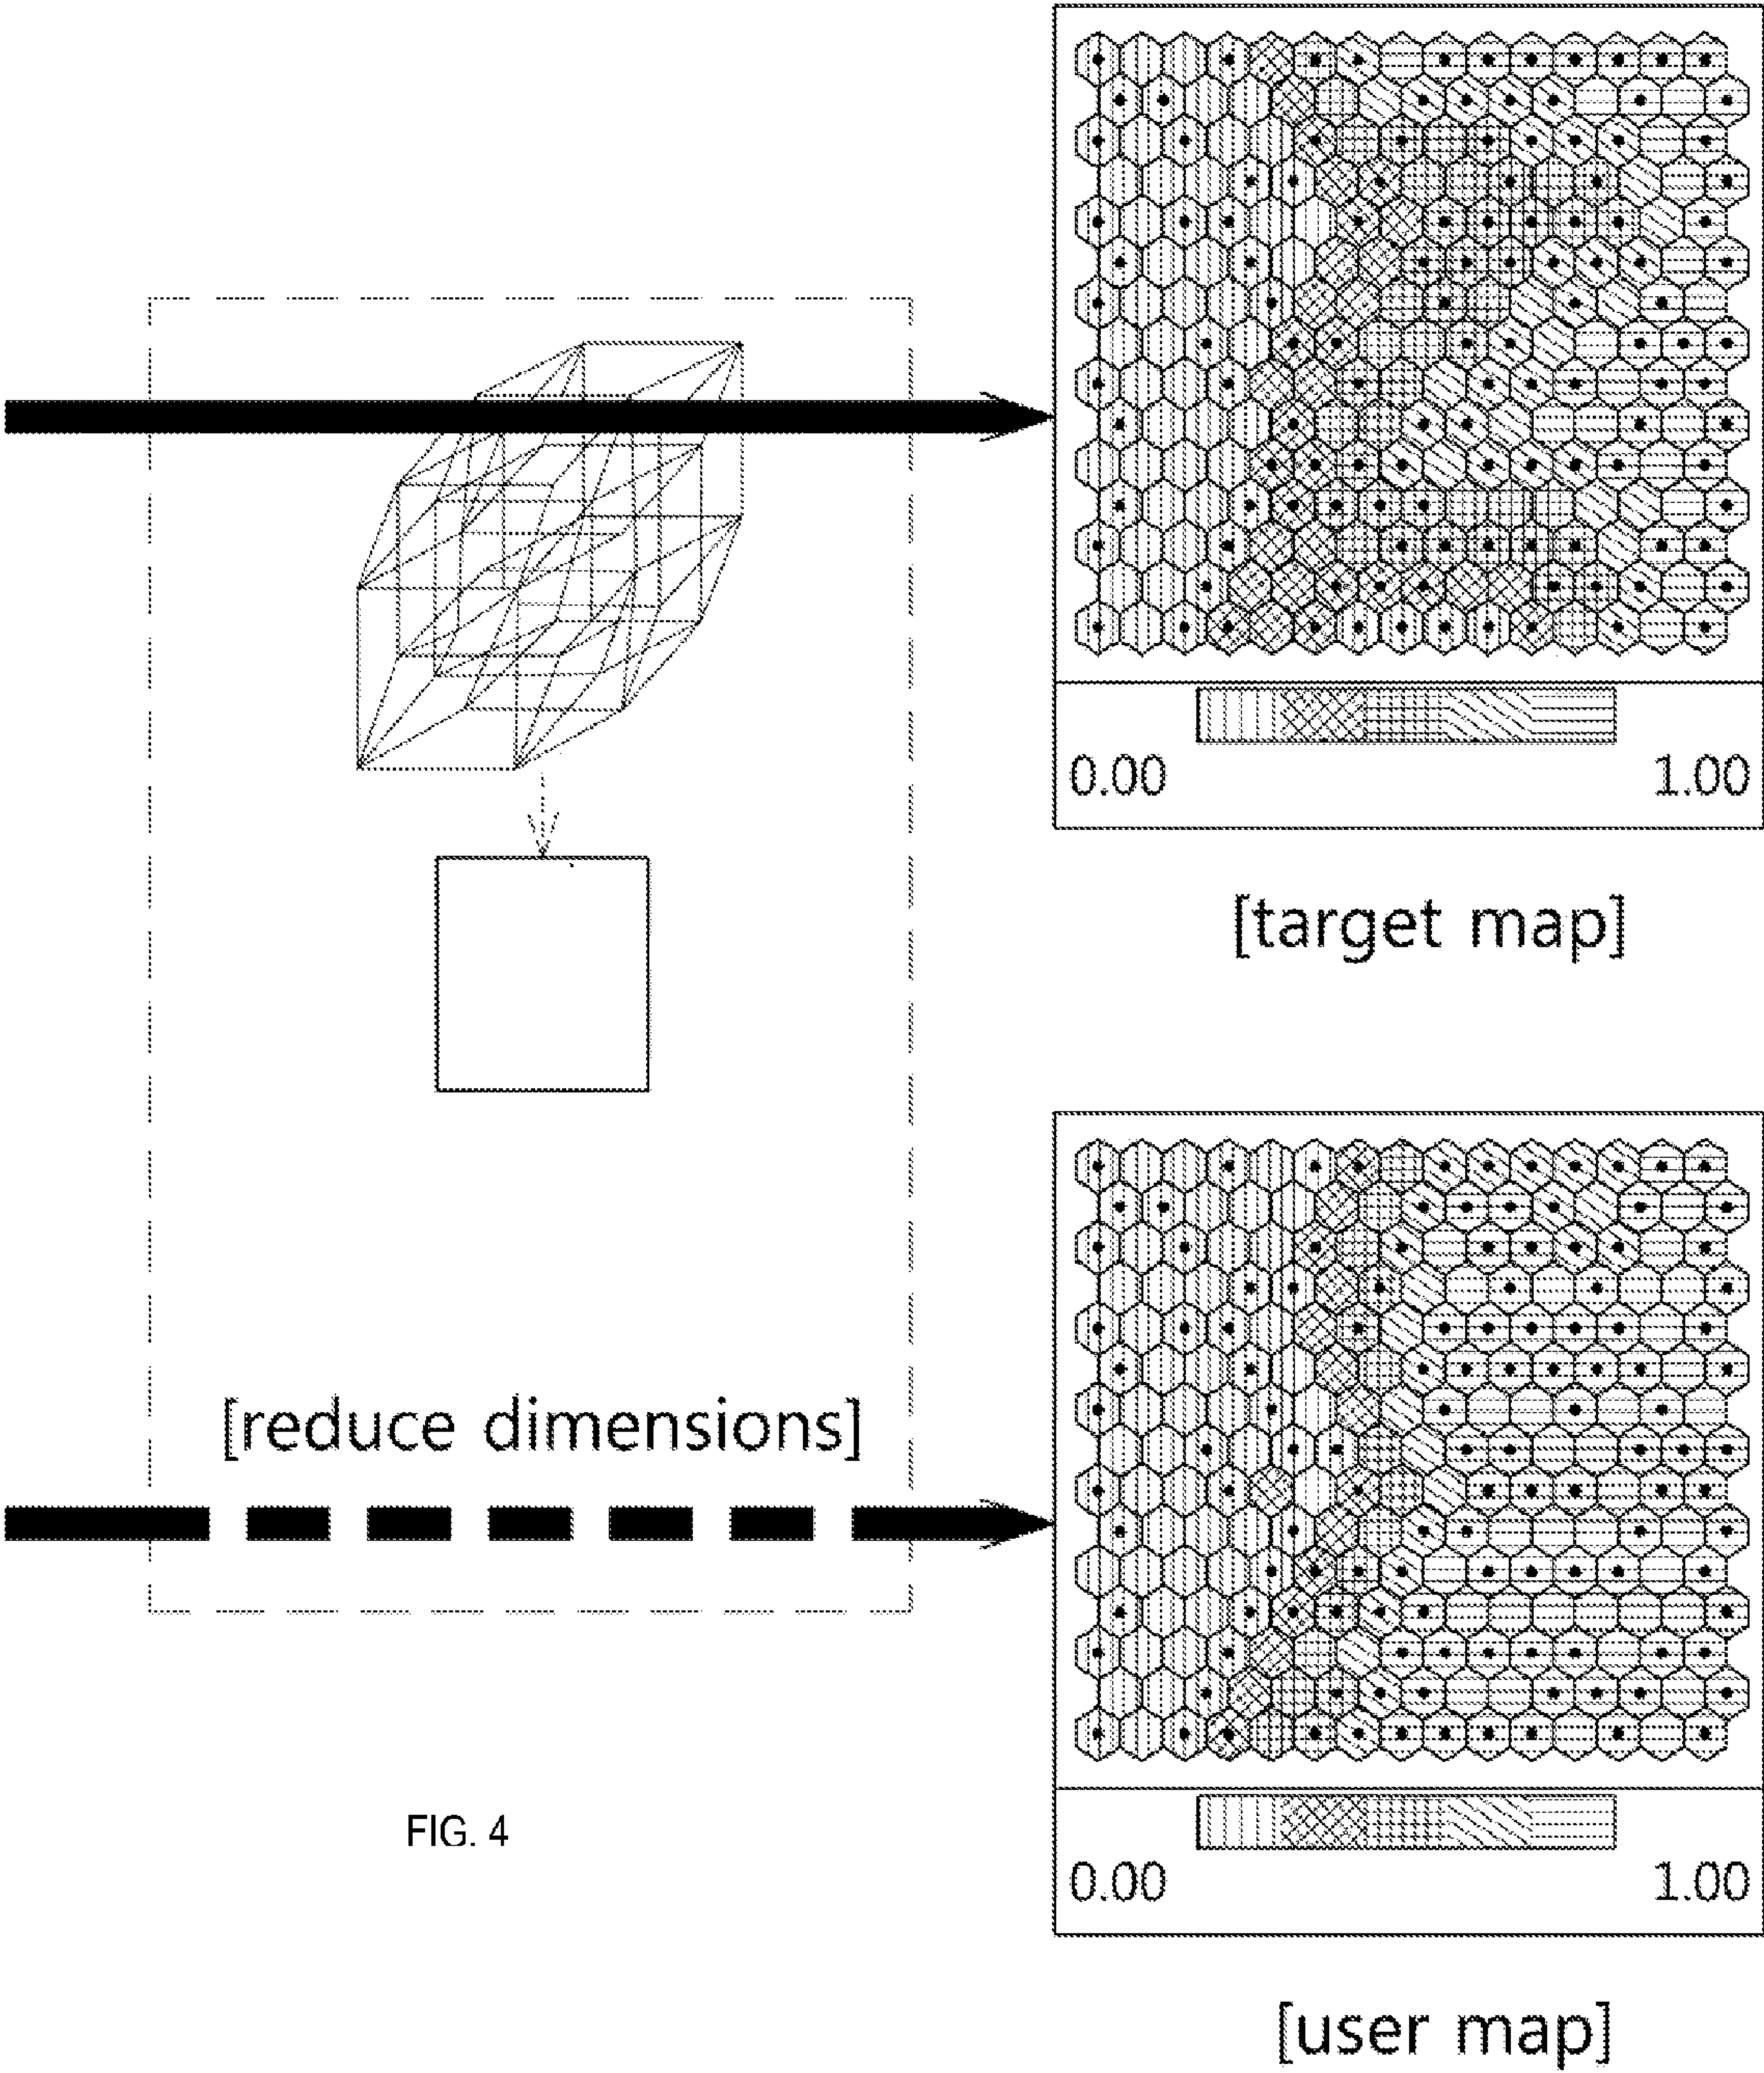 0.00 1.00
[target map]
[reduce dimensions]
FIG. 4
0.00 1.00
[user map]